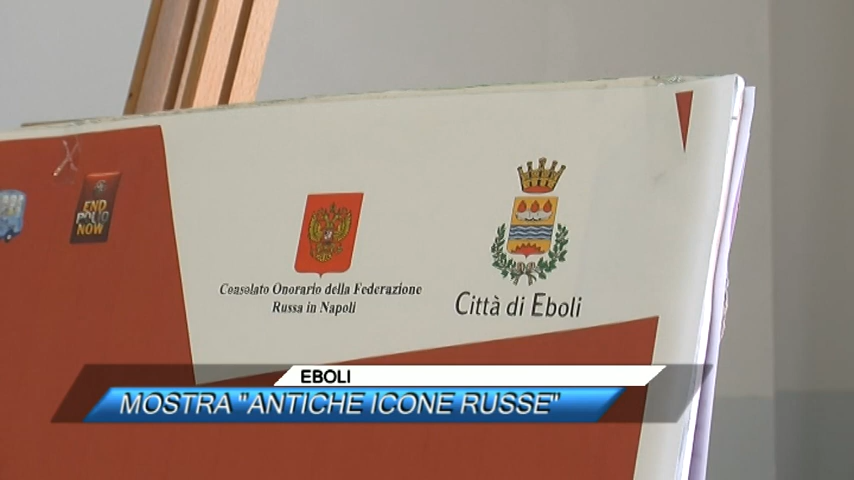 END
POLIO
NOW
Consolato Onorario della Federazione
Russa in Napoli
Città di Eboli
EBOLI
MOSTRA "ANTICHE ICONE RUSSE"